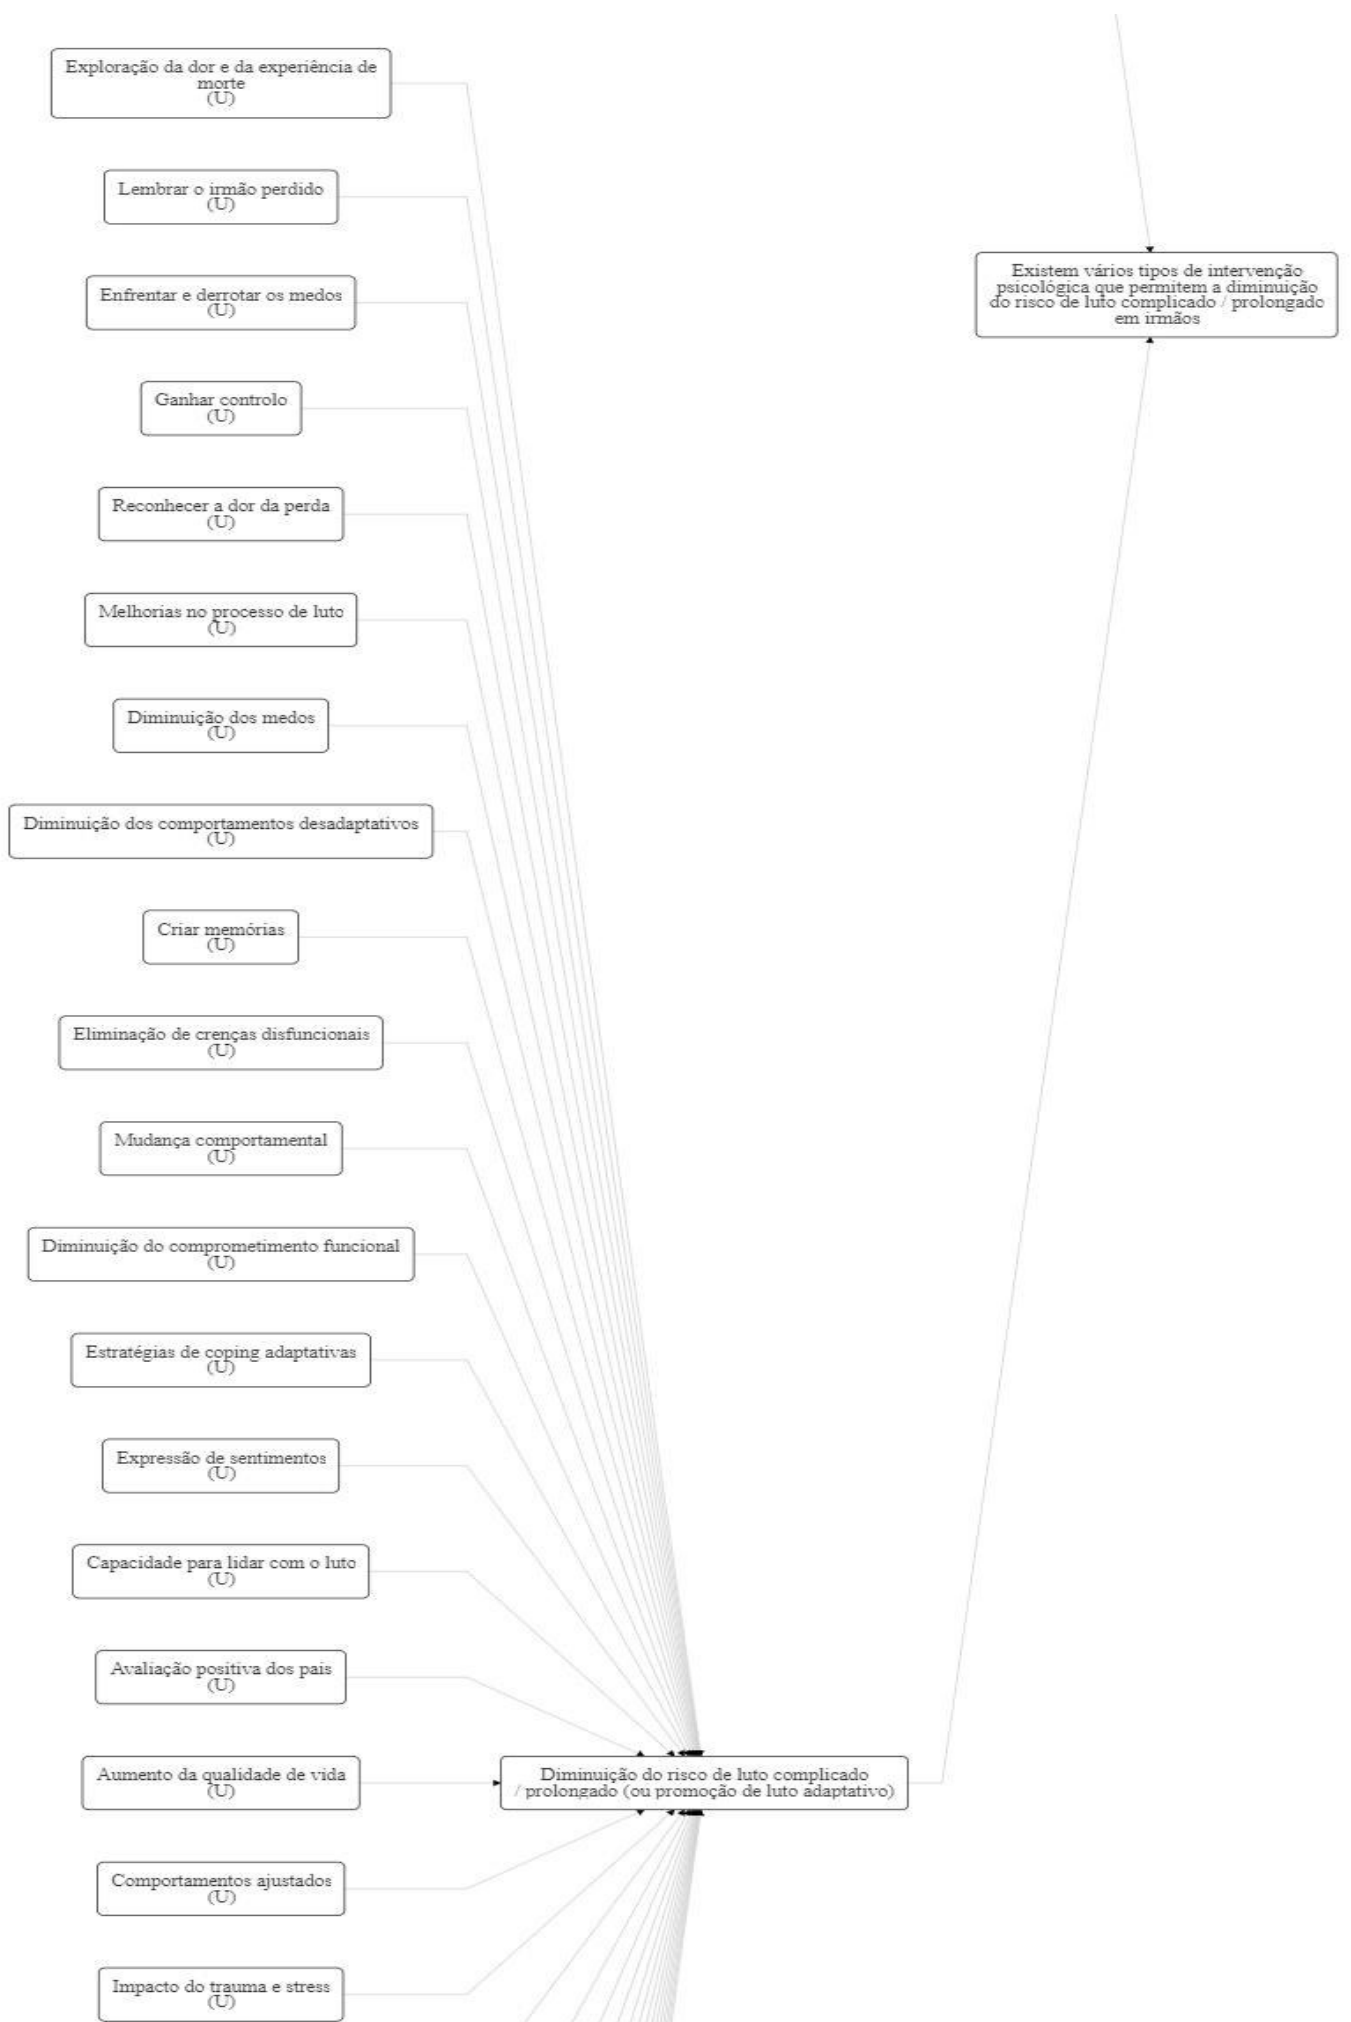 Exploração da dor e da experiência de
morte
(U)
Lembrar o irmão perdido
(U)
Enfrentar e derrotar os medos
(U)
Ganhar controlo
(U)
Reconhecer a dor da perda
(U)
Melhorias no processo de luto
(U)
Diminuição dos medos
(U)
Diminuição dos comportamentos desadaptativos
(U)
Criar memórias
(U)
Eliminação de crenças disfuncionais
(U)
Mudança comportamental
(U)
Diminuição do comprometimento funcional
(U)
Estratégias de coping adaptativas
(U)
Expressão de sentimentos
(U)
Capacidade para lidar com o luto
(U)
Avaliação positiva dos pais
(U)
Aumento da qualidade de vida
(U)
Comportamentos ajustados
(U)
Impacto do trauma e stress
(U)
Diminuição do risco de luto complicado
/ prolongado (ou promoção de luto adaptativo)
Existem vários tipos de intervenção
psicológica que permitem a diminuição
do risco de luto complicado / prolongado
em irmãos